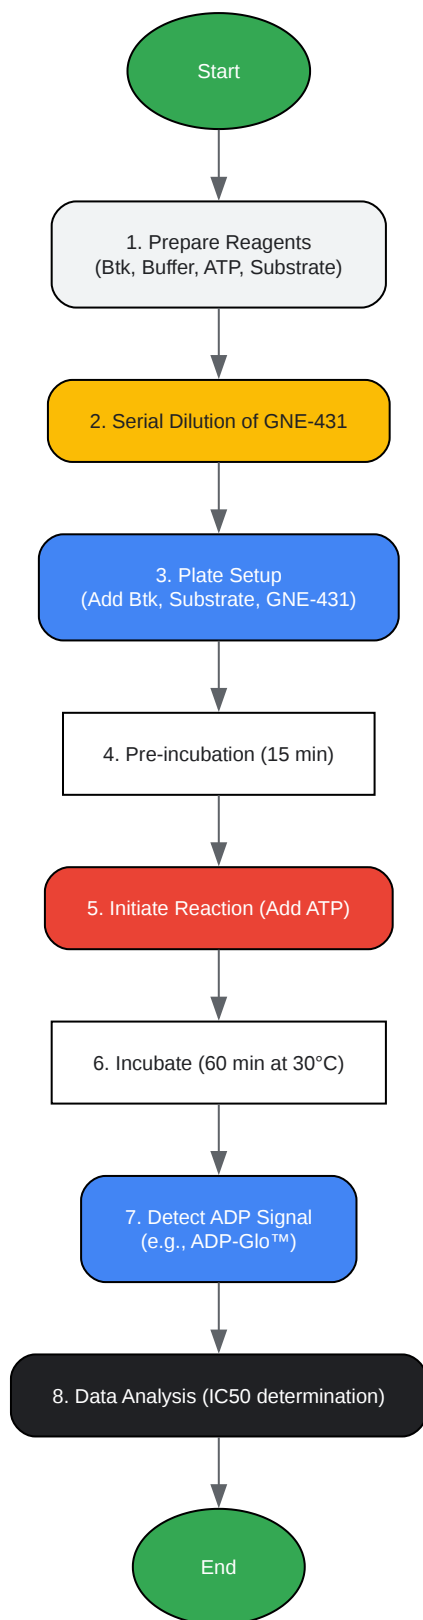 Start
1. Prepare Reagents
(Btk, Buffer, ATP, Substrate)
2. Serial Dilution of GNE-431
3. Plate Setup
(Add Btk, Substrate, GNE-431)
4. Pre-incubation (15 min)
5. Initiate Reaction (Add ATP)
6. Incubate (60 min at 30°C)
7. Detect ADP Signal
(e.g., ADP-Glo™)
8. Data Analysis (IC50 determination)
End